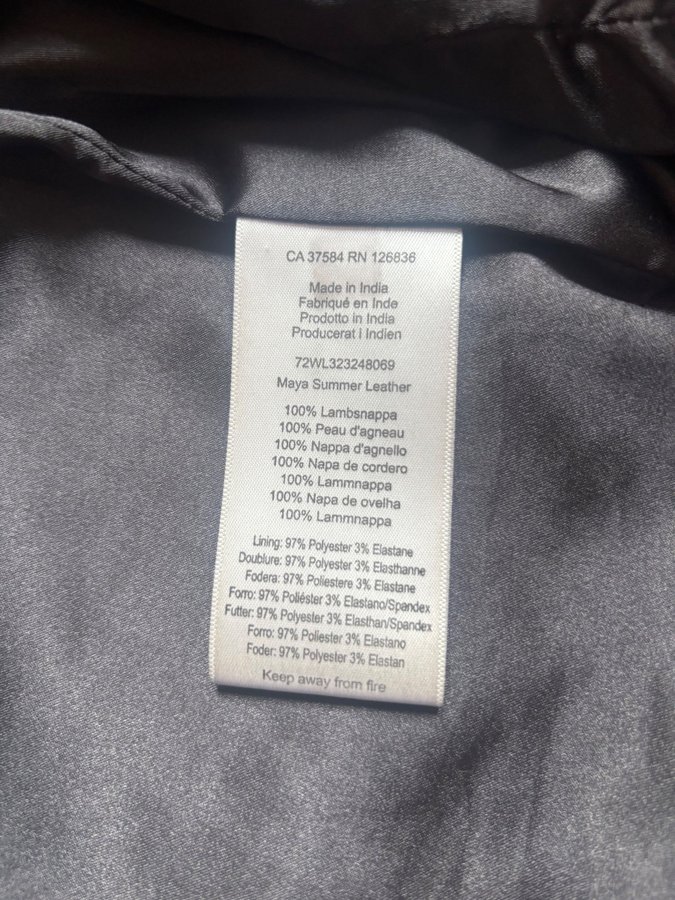 CA 37584 RN 126836
Made in India
Fabriqué en Inde
Prodotto in India
Producerat i Indien
72WL323248069
Maya Summer Leather
100% Lambsnappa
100% Peau d'agneau
100% Nappa d'agnello
100% Napa de cordero
100% Lammnappa
100% Napa de ovelha
100% Lammnappa
Lining: 97% Polyester 3% Elastane
Doublure: 97% Polyester 3% Elasthanne
Fodera: 97% Poliestere 3% Elastane
Forro: 97% Poliéster 3% Elastano/Spandex
Futter: 97% Polyester 3% Elasthan/Spandex
Forro: 97% Poliester 3% Elastano
Foder: 97% Polyester 3% Elastan
Keep away from fire